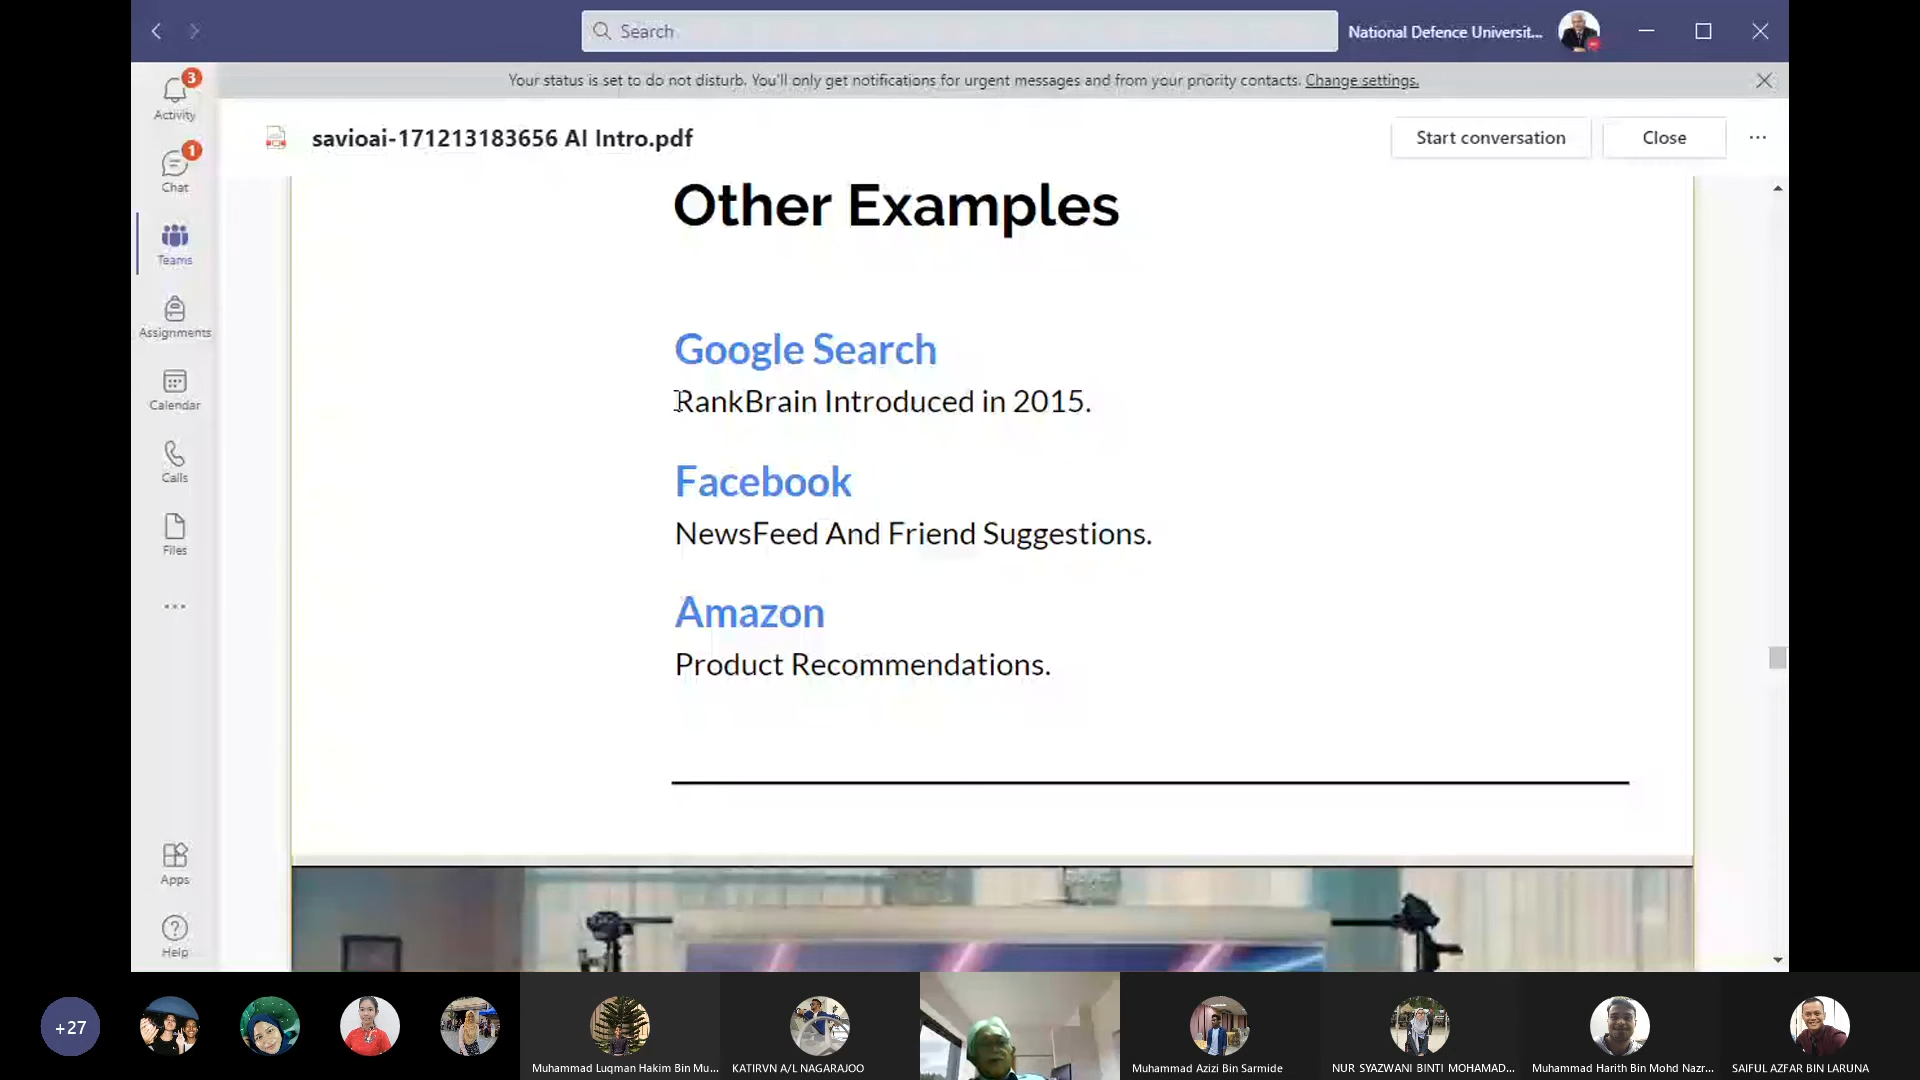 Search
National Defence Universit...
Your status is set to do not disturb. You'll only get notifications for urgent messages and from your priority contacts. Change settings.
3
Activity
savioai-171213183656 AI Intro.pdf
Start conversation
Close
1
Chat
Teams
Assignments
Calendar
Calls
Files
Other Examples
Google Search
RankBrain Introduced in 2015.
Facebook
NewsFeed And Friend Suggestions.
Amazon
Product Recommendations.
Apps
Help
+27
Muhammad Luqman Hakim Bin Mu...
KATIRVN A/L NAGARAJOO
Muhammad Azizi Bin Sarmide
NUR SYAZWANI BINTI MOHAMAD...
Muhammad Harith Bin Mohd Nazr...
SAIFUL AZFAR BIN LARUNA